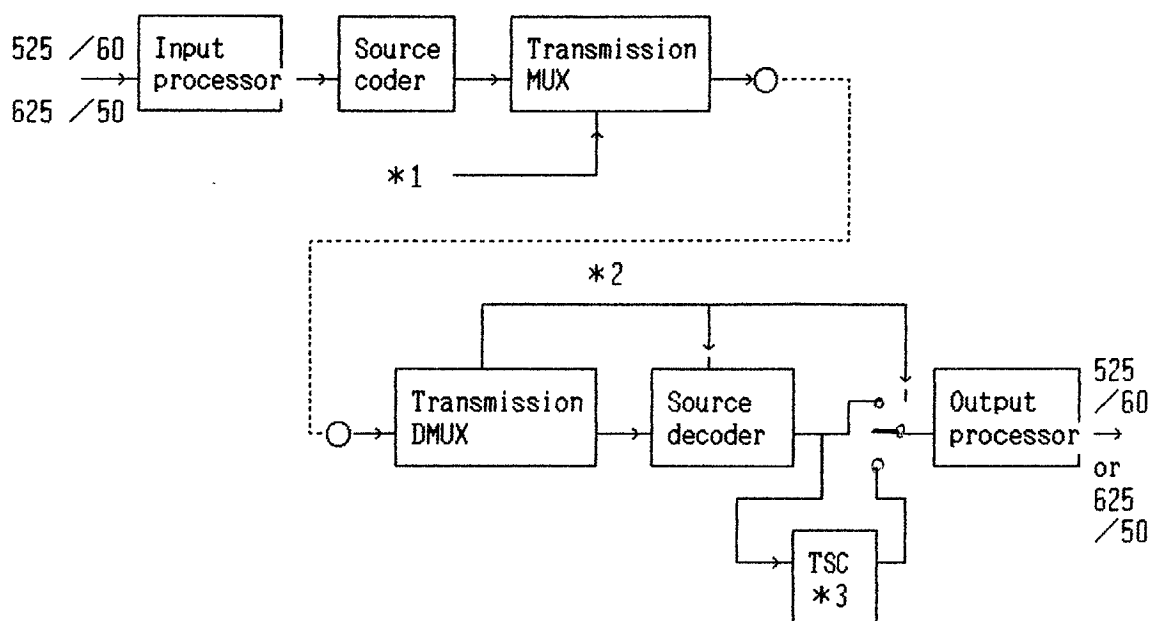 525 /60
625 /50
Input
processor
Source
coder
Transmission
MUX
*1
*2
Transmission
DMUX
Source
decoder
Output
processor
525
/60
or
625
/50
TSC
*3